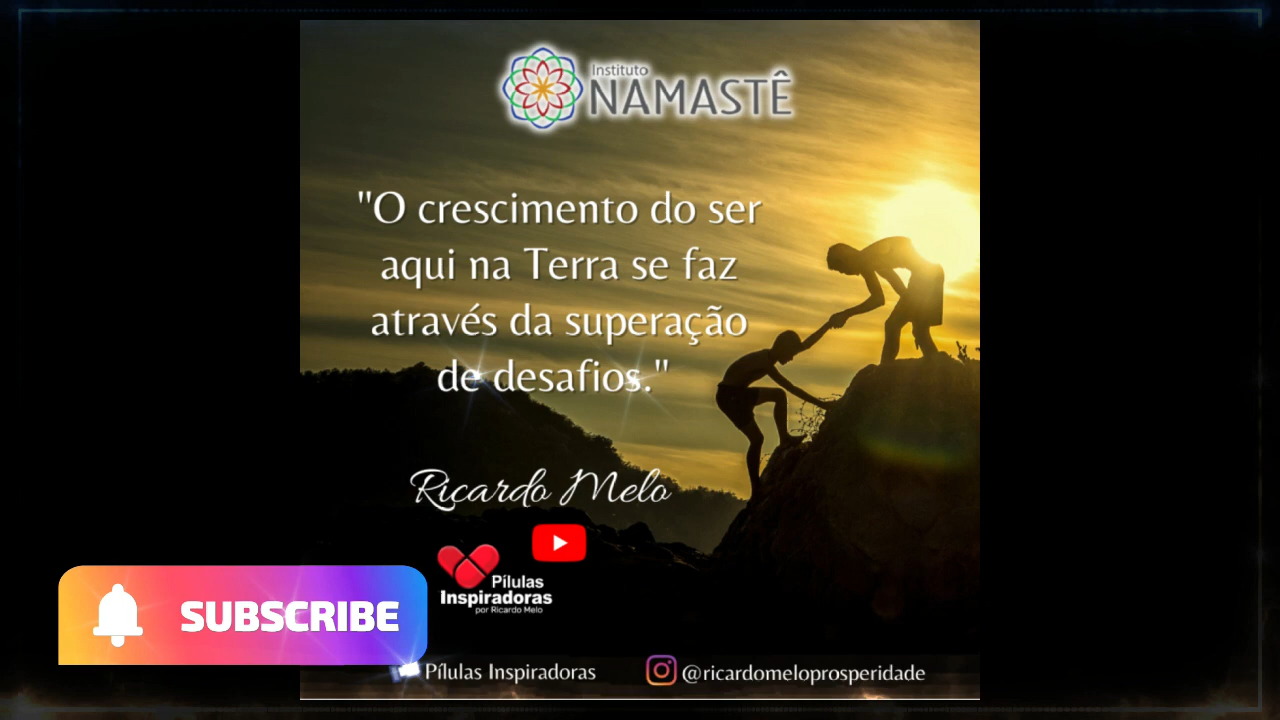 Instituto
NAMASTÊ
"O crescimento do ser
aqui na Terra se faz
através da superação
de desafios."
Ricardo Melo
Pílulas
Inspiradoras
por Ricardo Melo
SUBSCRIBE
Pílulas Inspiradoras
@ricardomeloprosperidade